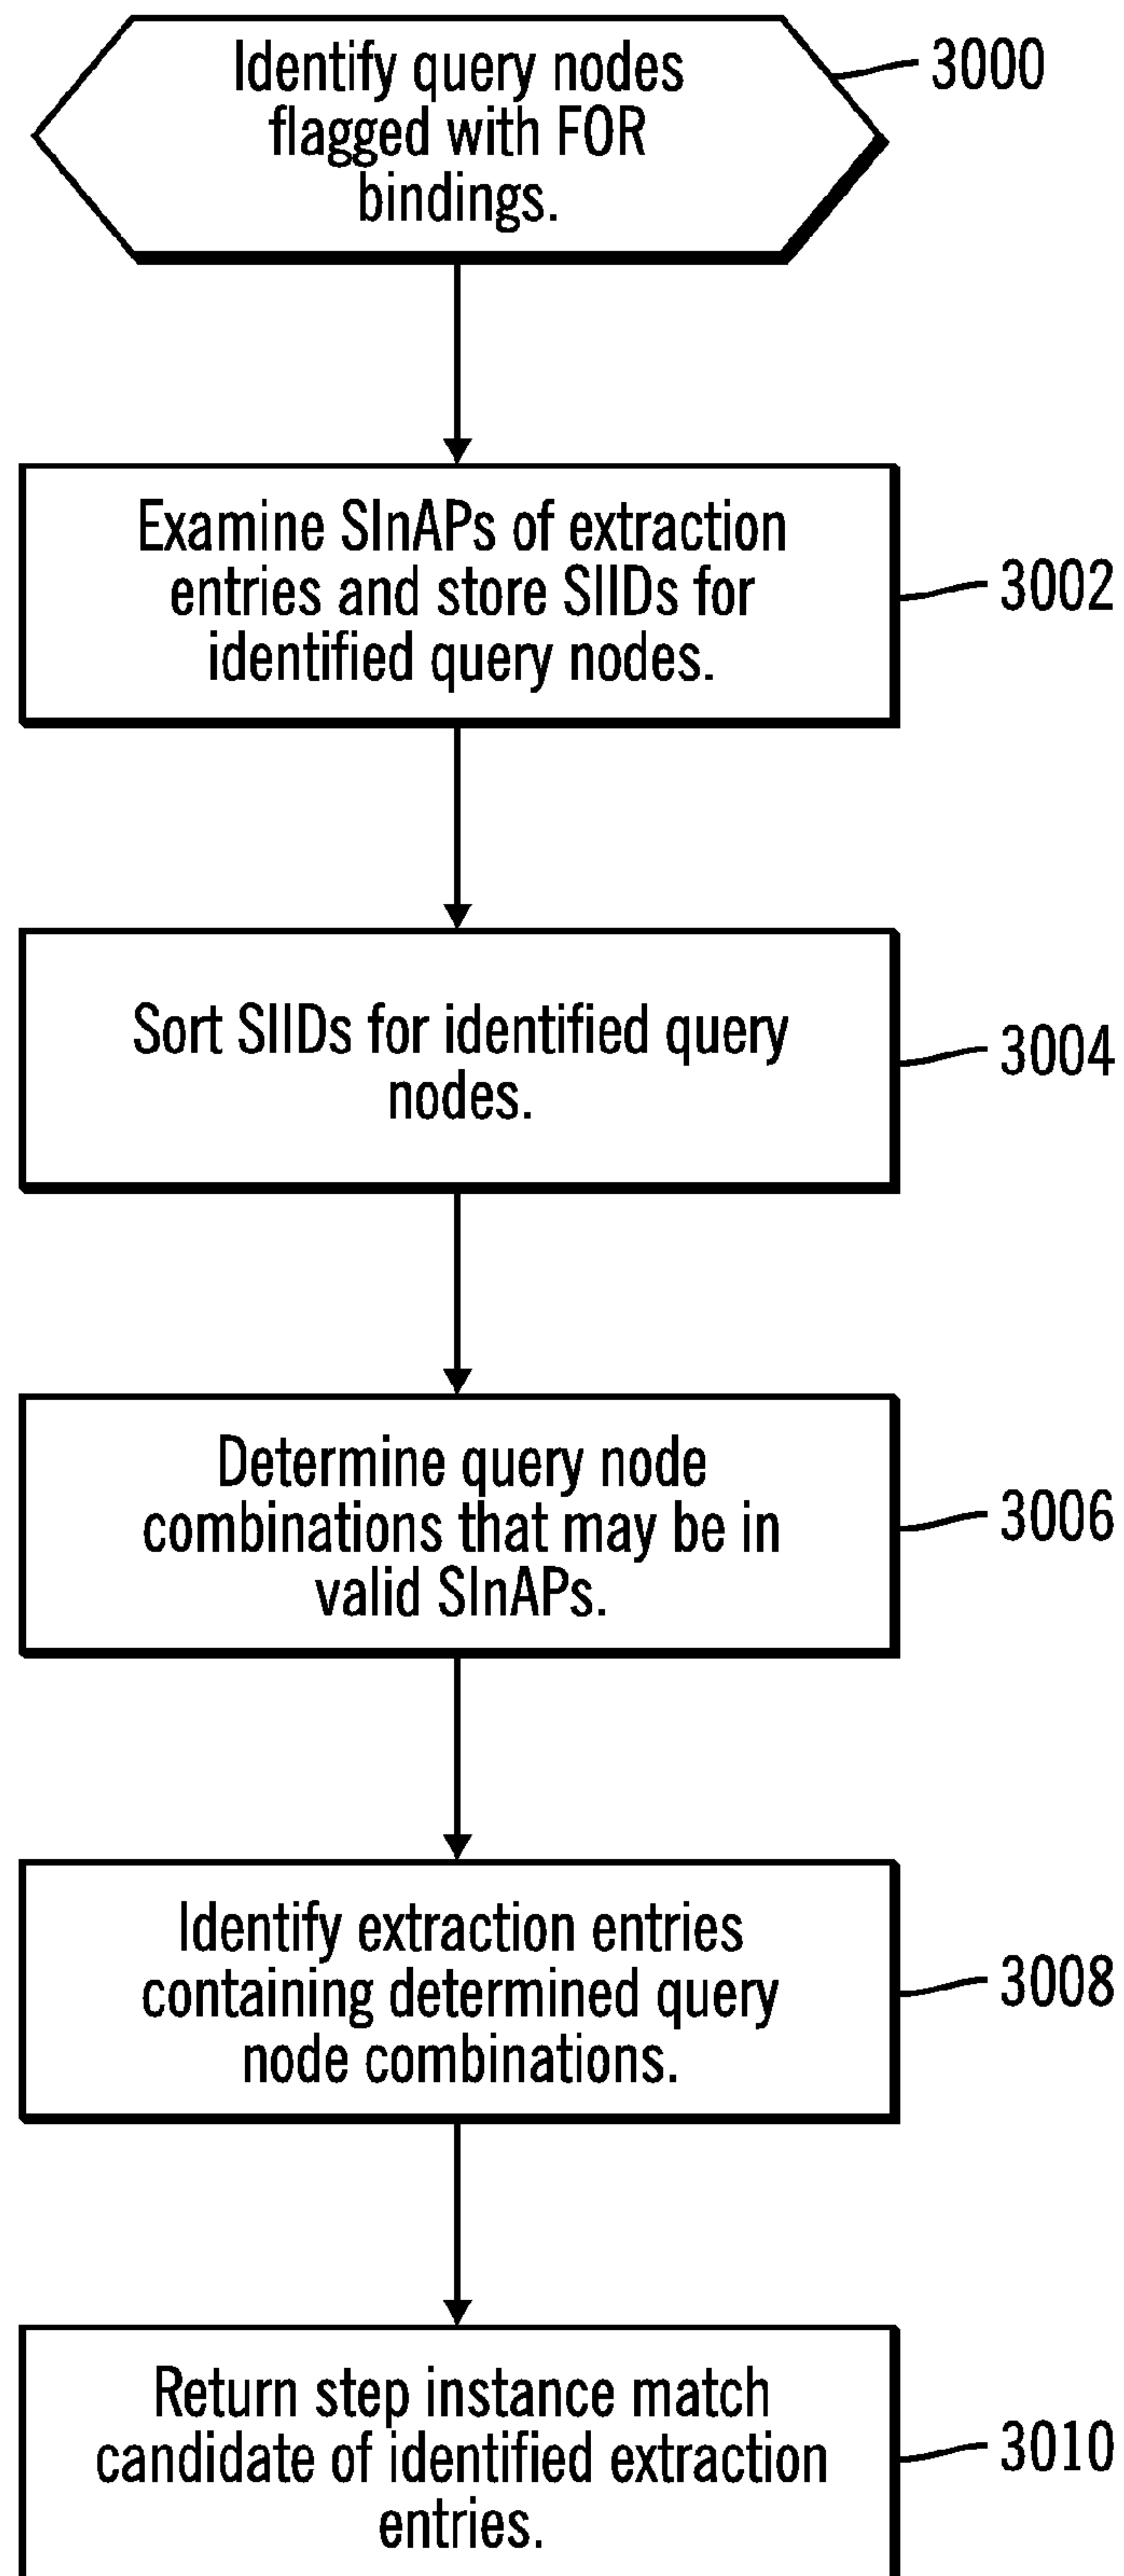 Identify query nodes
flagged with FOR
bindings.
3000
Examine SInAPs of extraction
entries and store SIIDs for
identified query nodes.
3002
Sort SIIDs for identified query
nodes.
3004
Determine query node
combinations that may be in
valid SInAPs.
3006
Identify extraction entries
containing determined query
node combinations.
3008
Return step instance match
candidate of identified extraction
entries.
3010